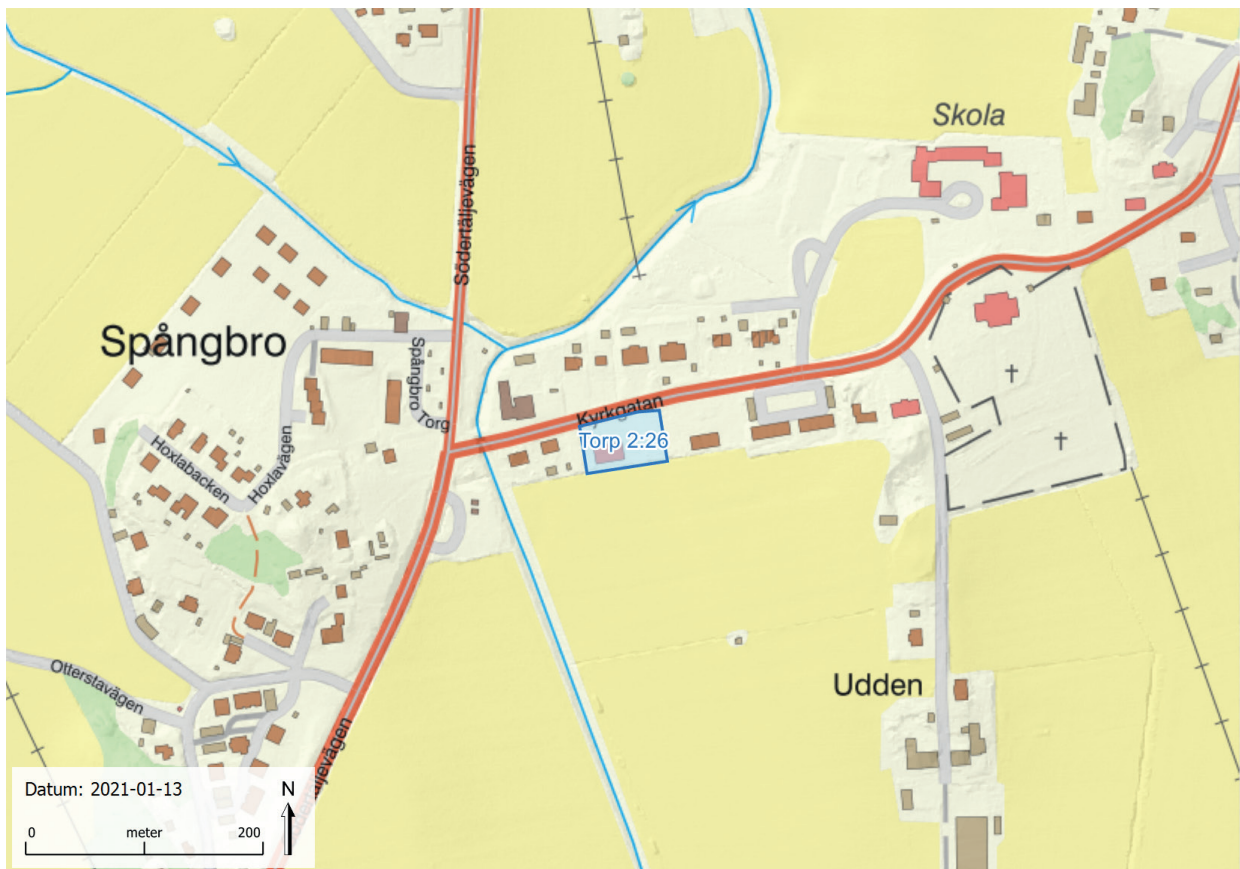 Skola
Södertäljevägen
Spångbro
Spångbro Torg
Kyrkgatan
Torp 2:26
Hoxlabacken
Hoxlavägen
Otterstavägen
Udden
Södertäljevägen
Datum: 2021-01-13
N
0 meter 200